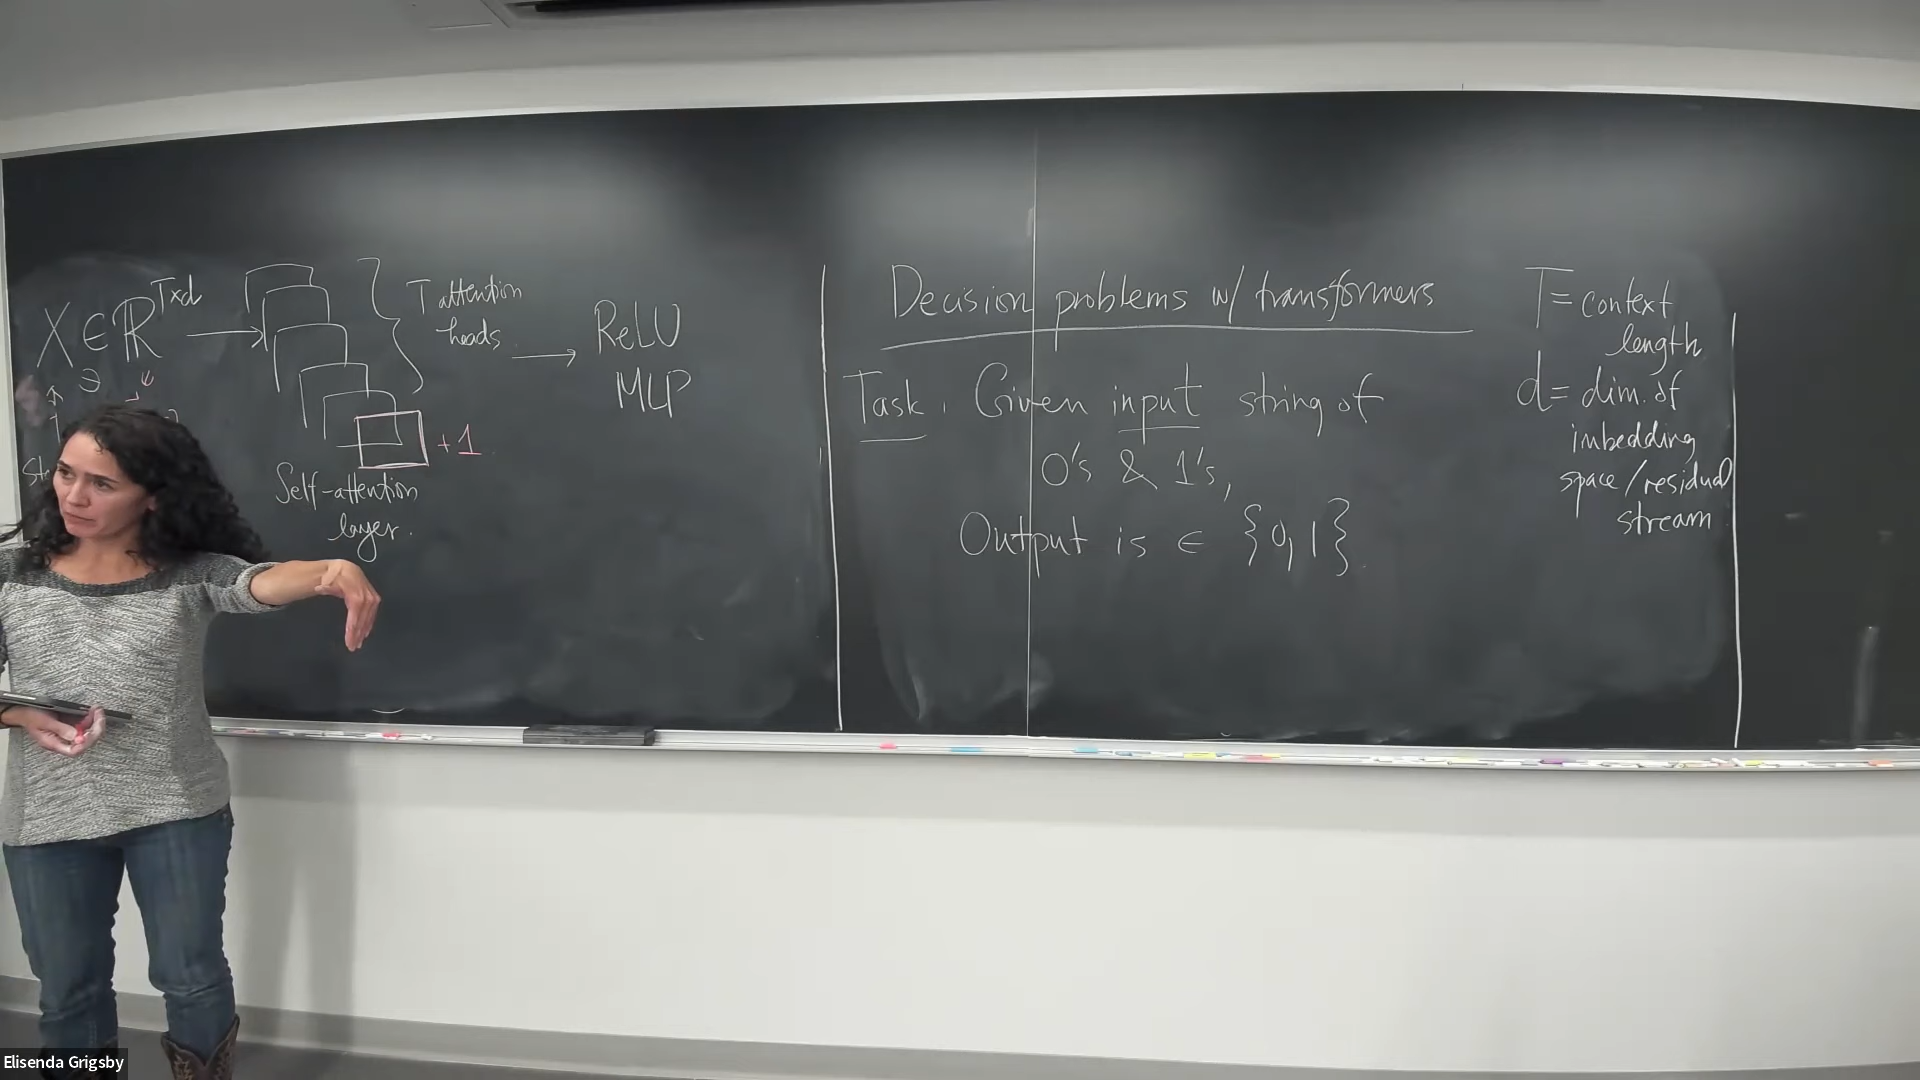 X ∈ ℝ^{Txd}
T attention
heads
ReLU
MLP
+1
Self-attention
layer.
Decision problems w/ transformers
Task. Given input string of
0's & 1's,
Output is ∈ {0,1}.
T = context
length
d = dim. of
imbedding
space/residual
stream
Elisenda Grigsby